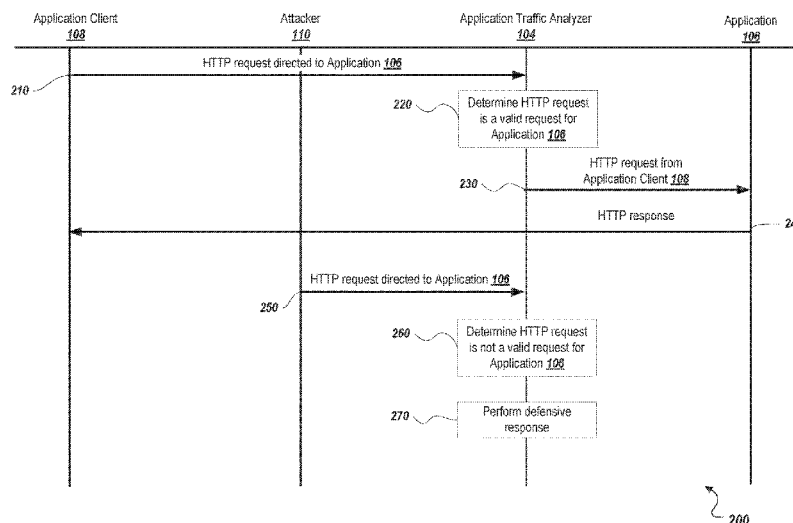 Application Client
108
Attacker
110
Application Traffic Analyzer
104
Application
106
HTTP request directed to Application 106
210
220
Determine HTTP request
is a valid request for
Application 106
HTTP request from
Application Client 108
230
HTTP response
24
HTTP request directed to Application 106
250
260
Determine HTTP request
is not a valid request for
Application 106
270
Perform defensive
response
200